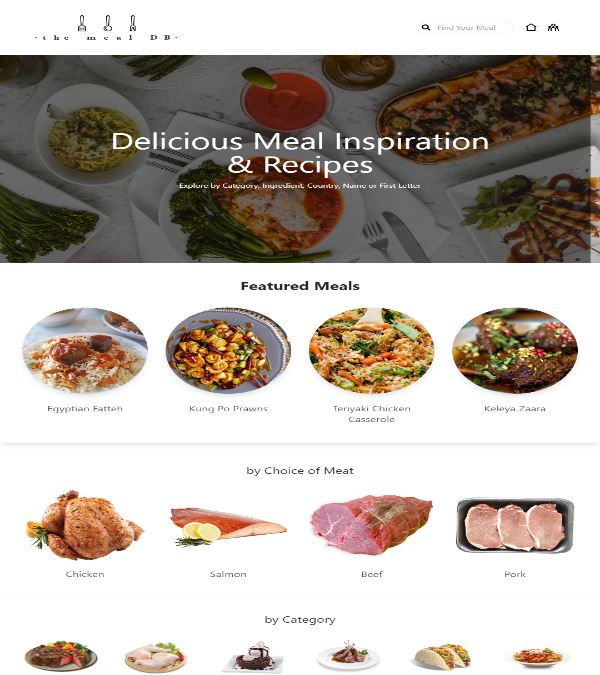 ·the meal DB·
Find Your Meal
Delicious Meal Inspiration
& Recipes
Explore by Category, Ingredient, Country, Name or First Letter
Featured Meals
Egyptian Fatteh
Kung Po Prawns
Teriyaki Chicken
Casserole
Keleya Zaara
by Choice of Meat
Chicken
Salmon
Beef
Pork
by Category